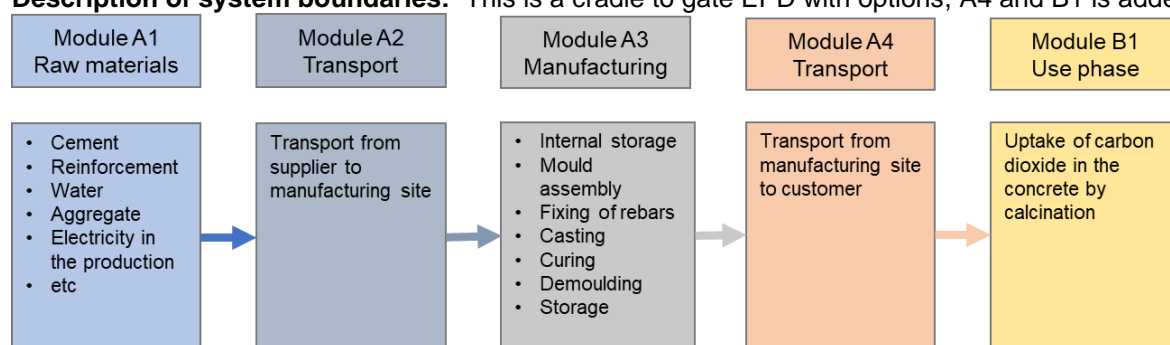 Description of system boundaries: This is a cradle to gate EPD with options, A4 and B1 is adde
Module A1
Raw materials
Module A2
Transport
Module A3
Manufacturing
Module A4
Transport
Module B1
Use phase
• Cement
• Reinforcement
• Water
• Aggregate
• Electricity in
the production
• etc
Transport from
supplier to
manufacturing site
• Internal storage
• Mould
assembly
• Fixing of rebars
• Casting
• Curing
• Demoulding
• Storage
Transport from
manufacturing site
to customer
Uptake of carbon
dioxide in the
concrete by
calcination